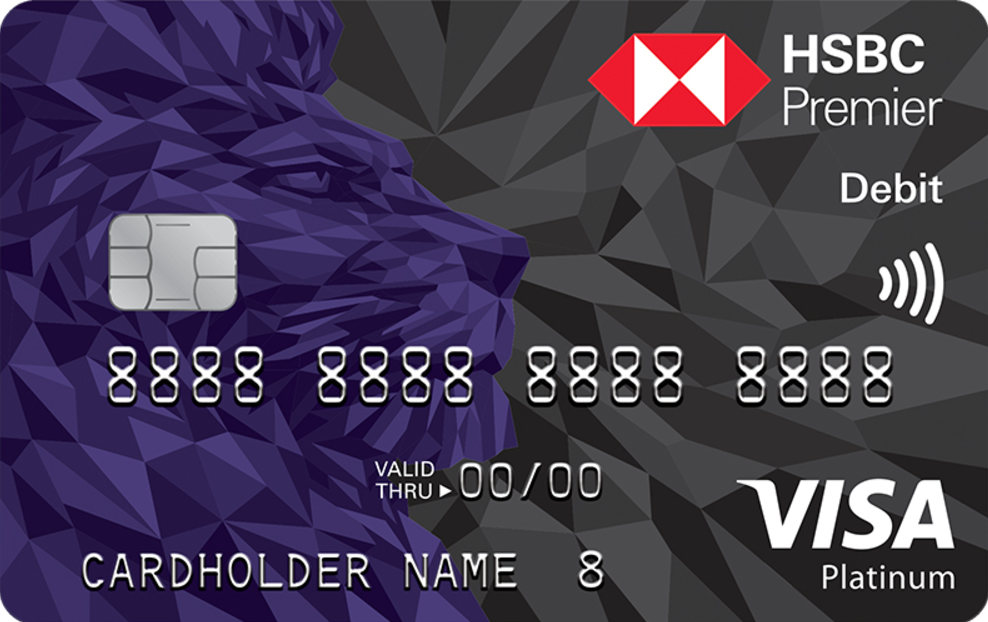 HSBC
Premier
Debit
8888 8888 8888 8888
VALID
THRU ▶ 00/00
VISA
Platinum
CARDHOLDER NAME 8